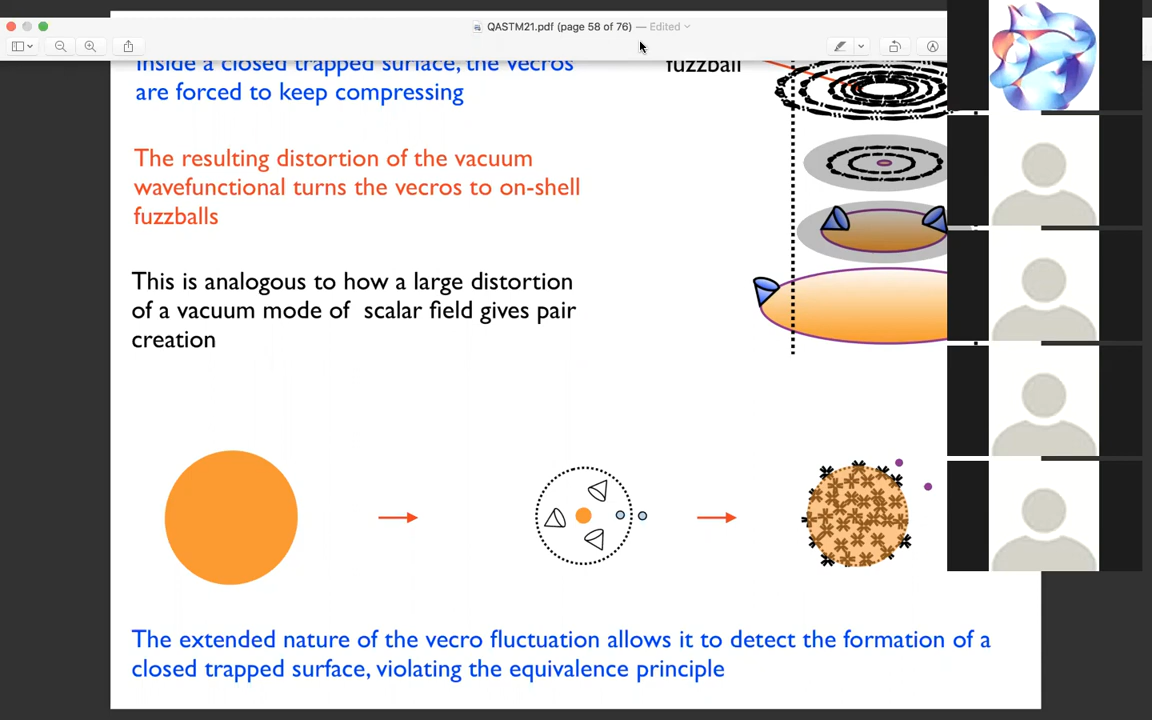 QASTM21.pdf (page 58 of 76) — Edited
inside a closed trapped surface, the vecros
are forced to keep compressing
fuzzball
The resulting distortion of the vacuum
wavefunctional turns the vecros to on-shell
fuzzballs
This is analogous to how a large distortion
of a vacuum mode of scalar field gives pair
creation
The extended nature of the vecro fluctuation allows it to detect the formation of a
closed trapped surface, violating the equivalence principle